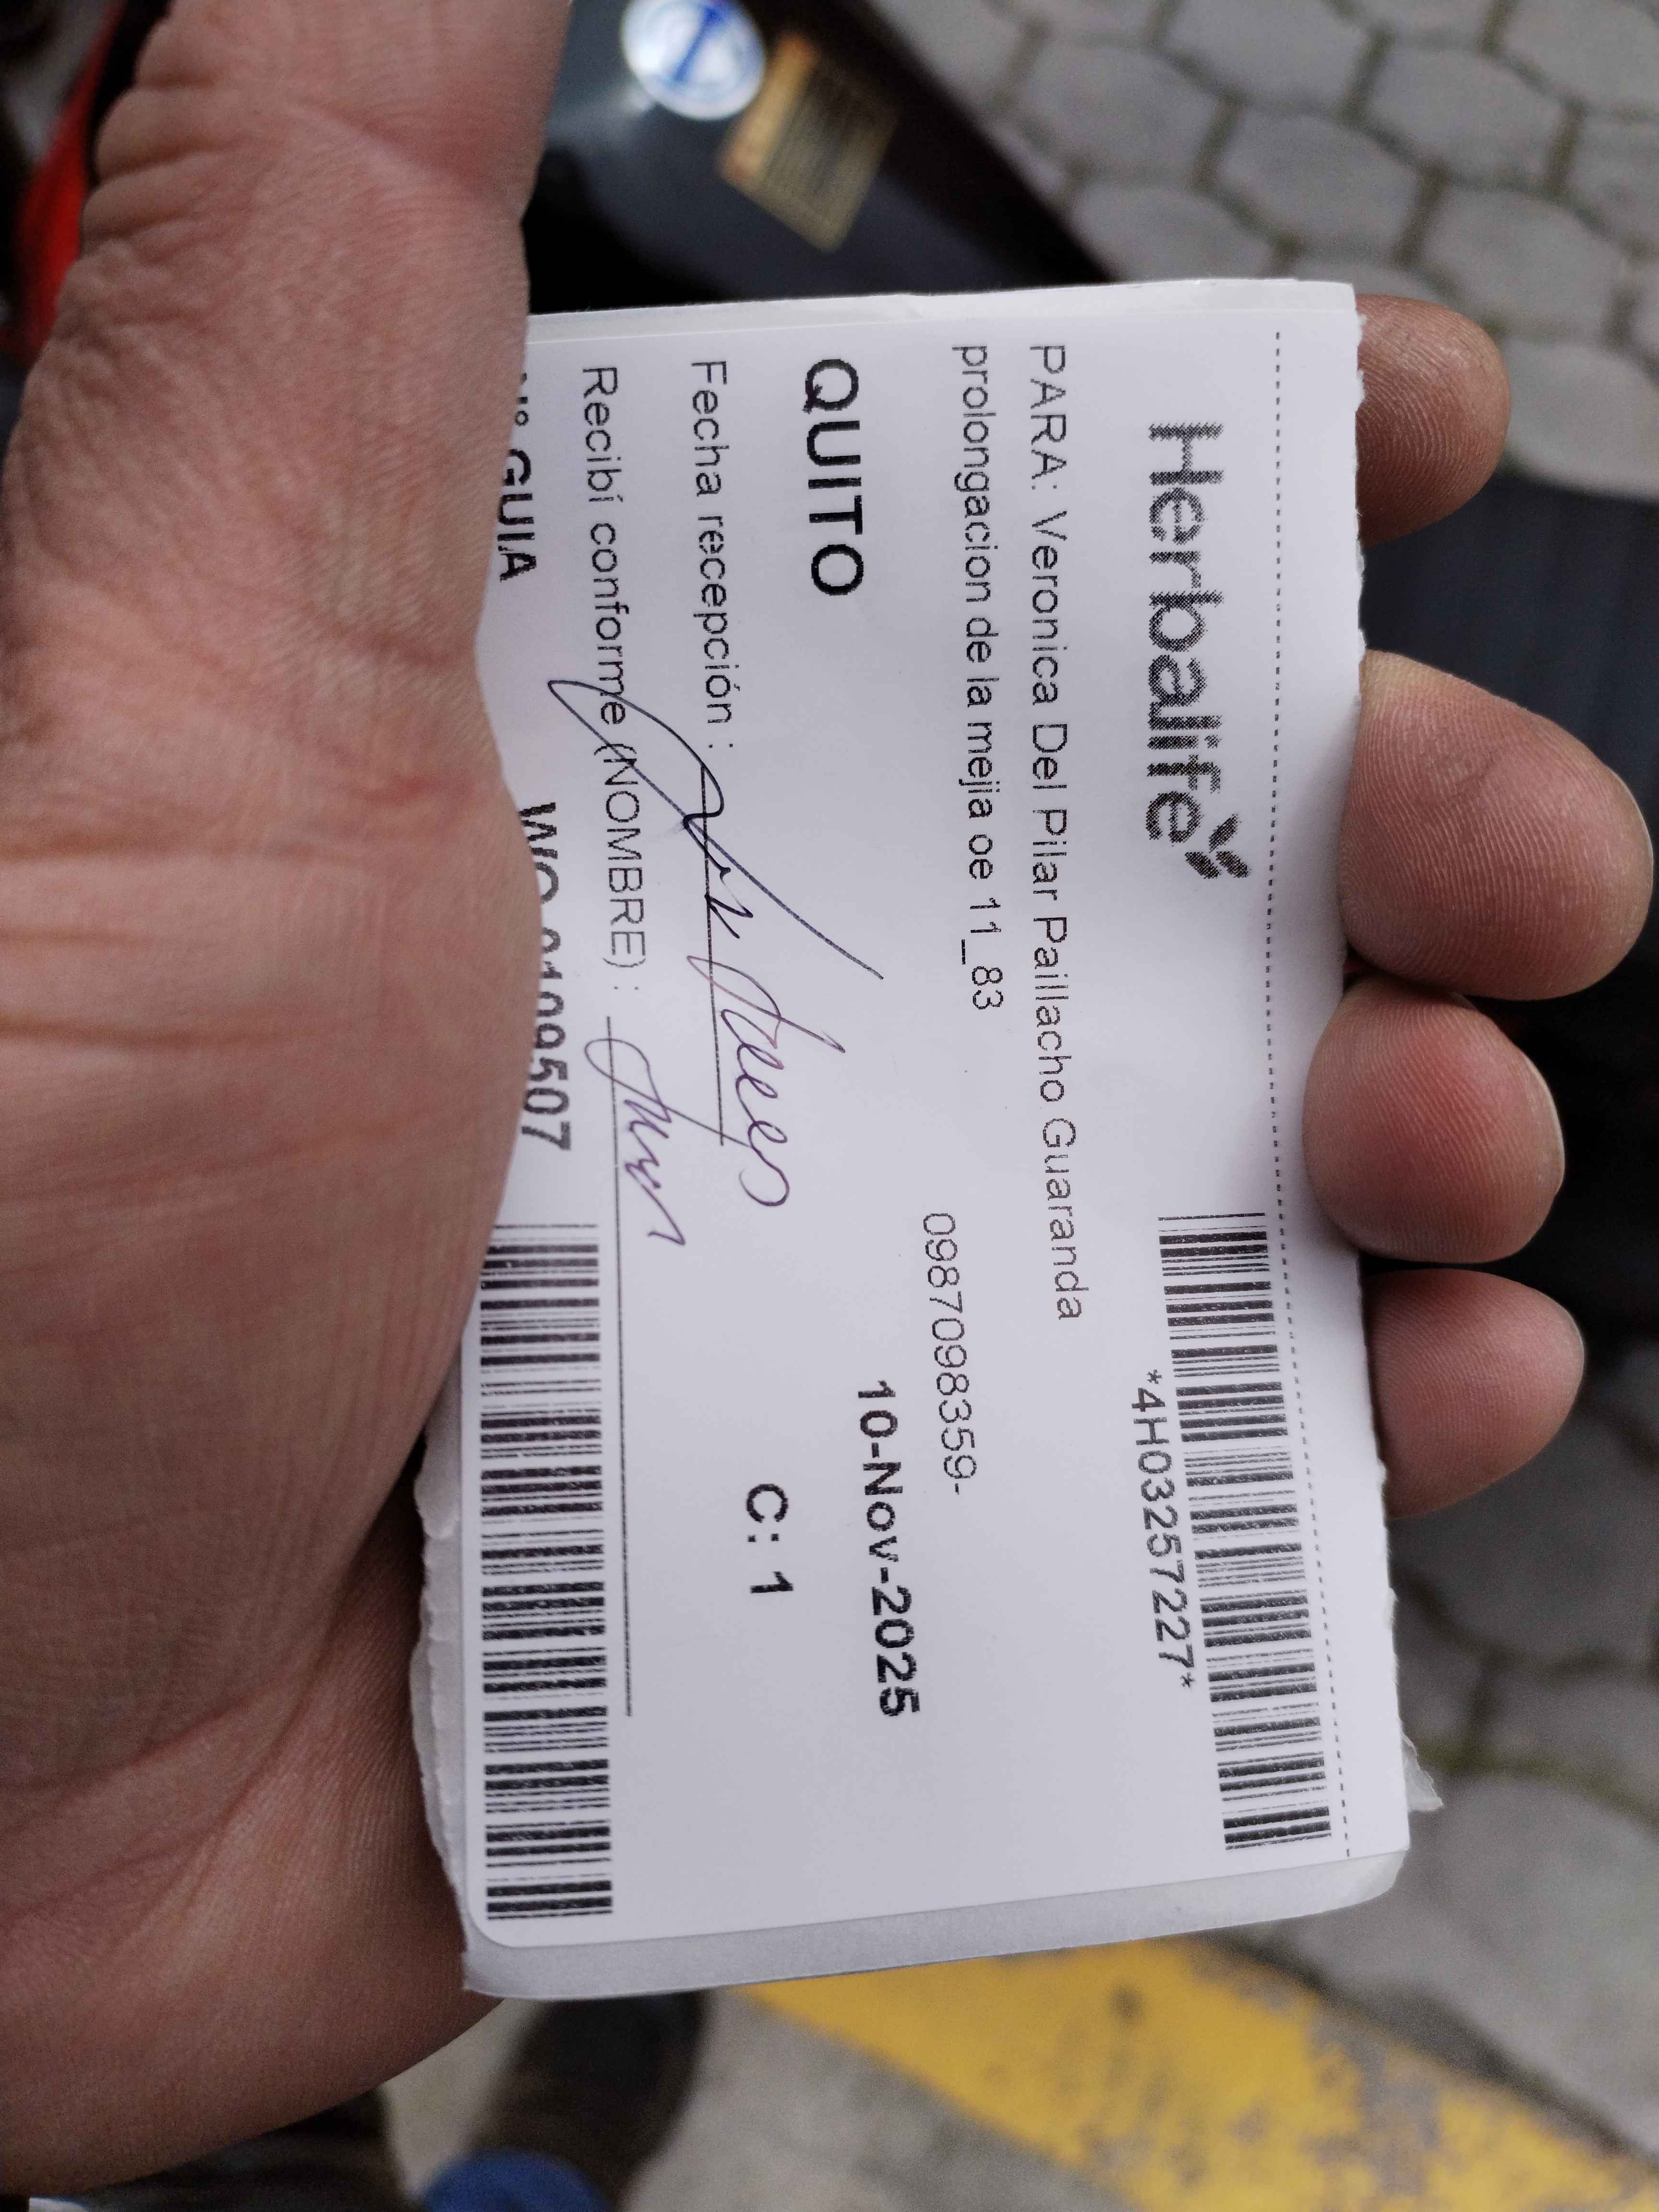 Herbalife
*4H03257227*
PARA: Veronica Del Pilar Paillacho Guaranda
prolongacion de la mejia oe 11_83
0987098359-
QUITO
10-Nov-2025
Fecha recepción :
C: 1
Recibí conforme (NOMBRE) :
GUIA